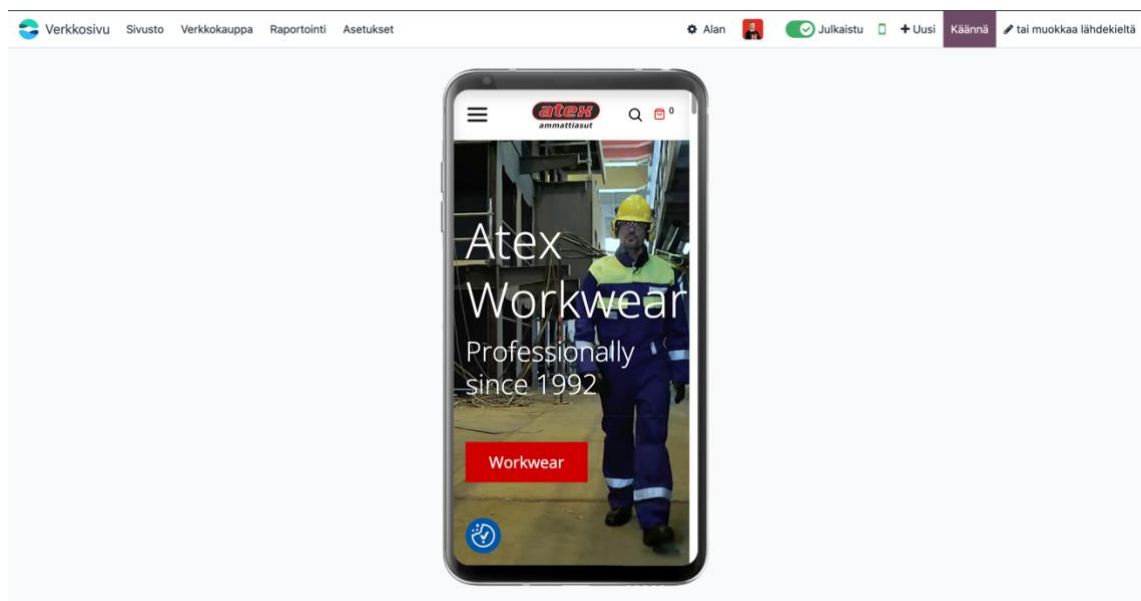 Verkkosivu Sivusto Verkkokauppa Raportointi Asetukset Alan Julkaistu + Uusi Käännä tai muokkaa lähdekieltä
atex 0
ammattiasut
Atex
Workwear
Professionally
since 1992
Workwear